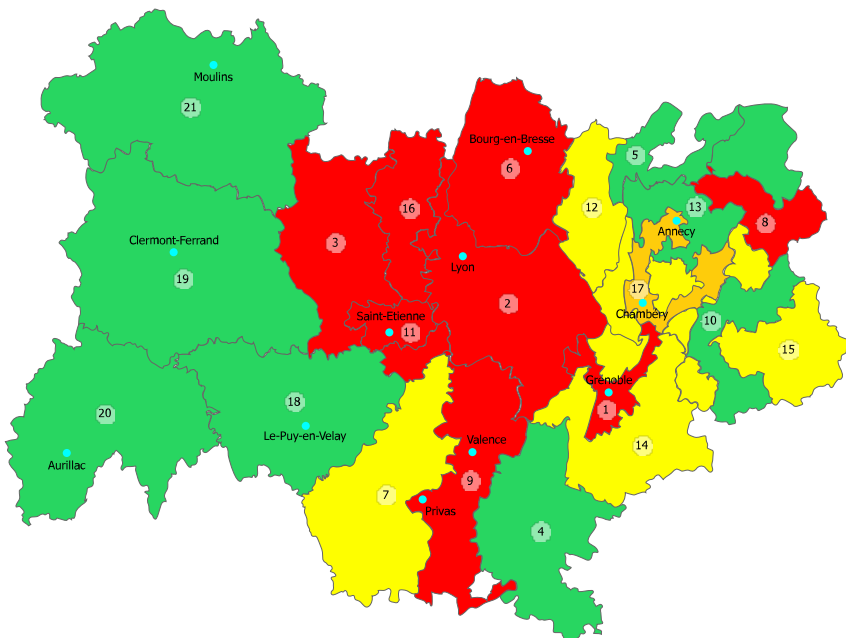 Moulins
21
Bourg-en-Bresse
6
5
16
12
13
Annecy
8
Clermont-Ferrand
3
19
Lyon
17
Chambéry
2
Saint-Etienne
11
10
15
Grenoble
1
18
20
Le-Puy-en-Velay
Aurillac
Valence
14
9
7
Privas
4